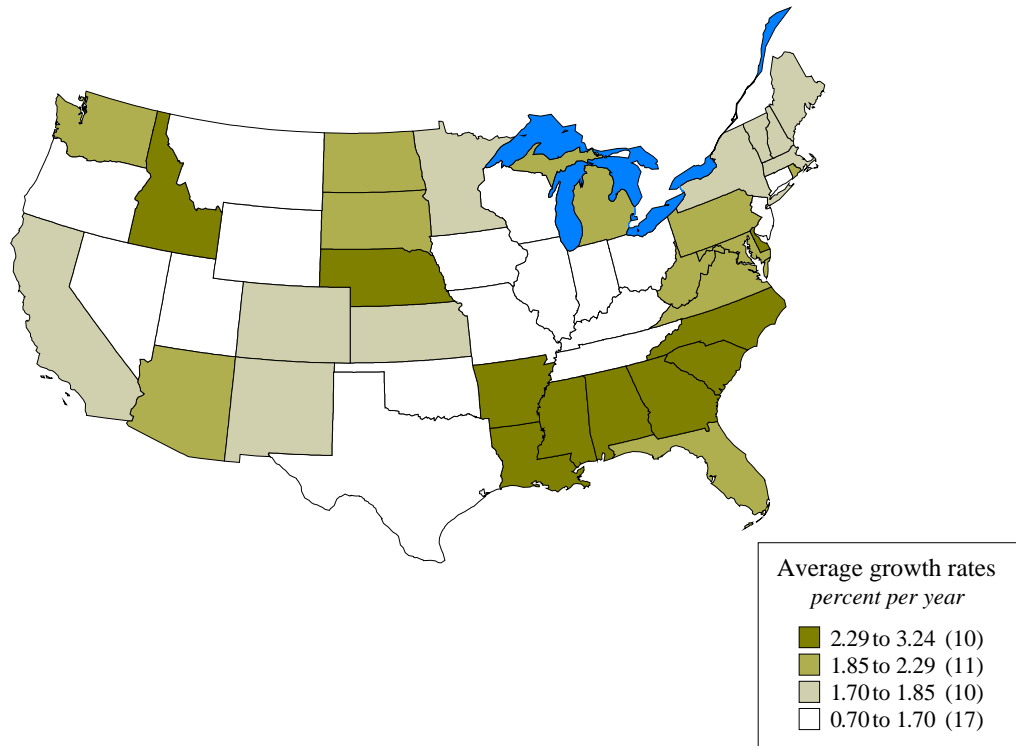 Average growth rates
percent per year
2.29 to 3.24 (10)
1.85 to 2.29 (11)
1.70 to 1.85 (10)
0.70 to 1.70 (17)